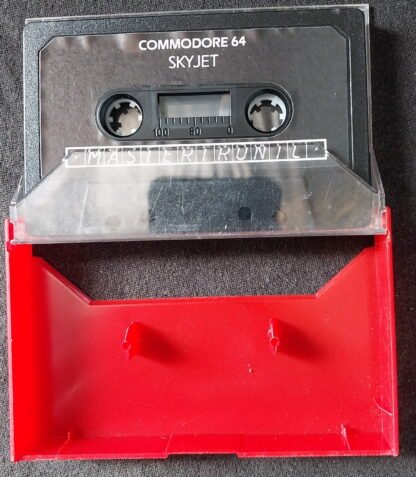 COMMODORE 64
SKYJET
100 50 0
MASTERTRONIC